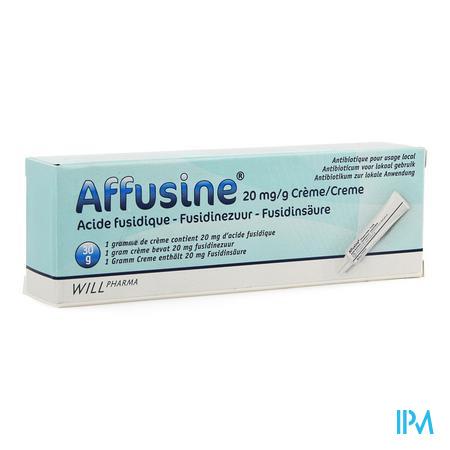 Antibiotique pour usage local
Antibioticum voor lokaal gebruik
Antibiotikum zur lokale Anwendung
Affusine® 20 mg/g Crème/Creme
Acide fusidique - Fusidinezuur - Fusidinsäure
30 g
1 gramme de crème contient 20 mg d'acide fusidique
1 gram crème bevat 20 mg fusidinezuur
1 Gramm Creme enthält 20 mg Fusidinsäure
WILL PHARMA
IPM